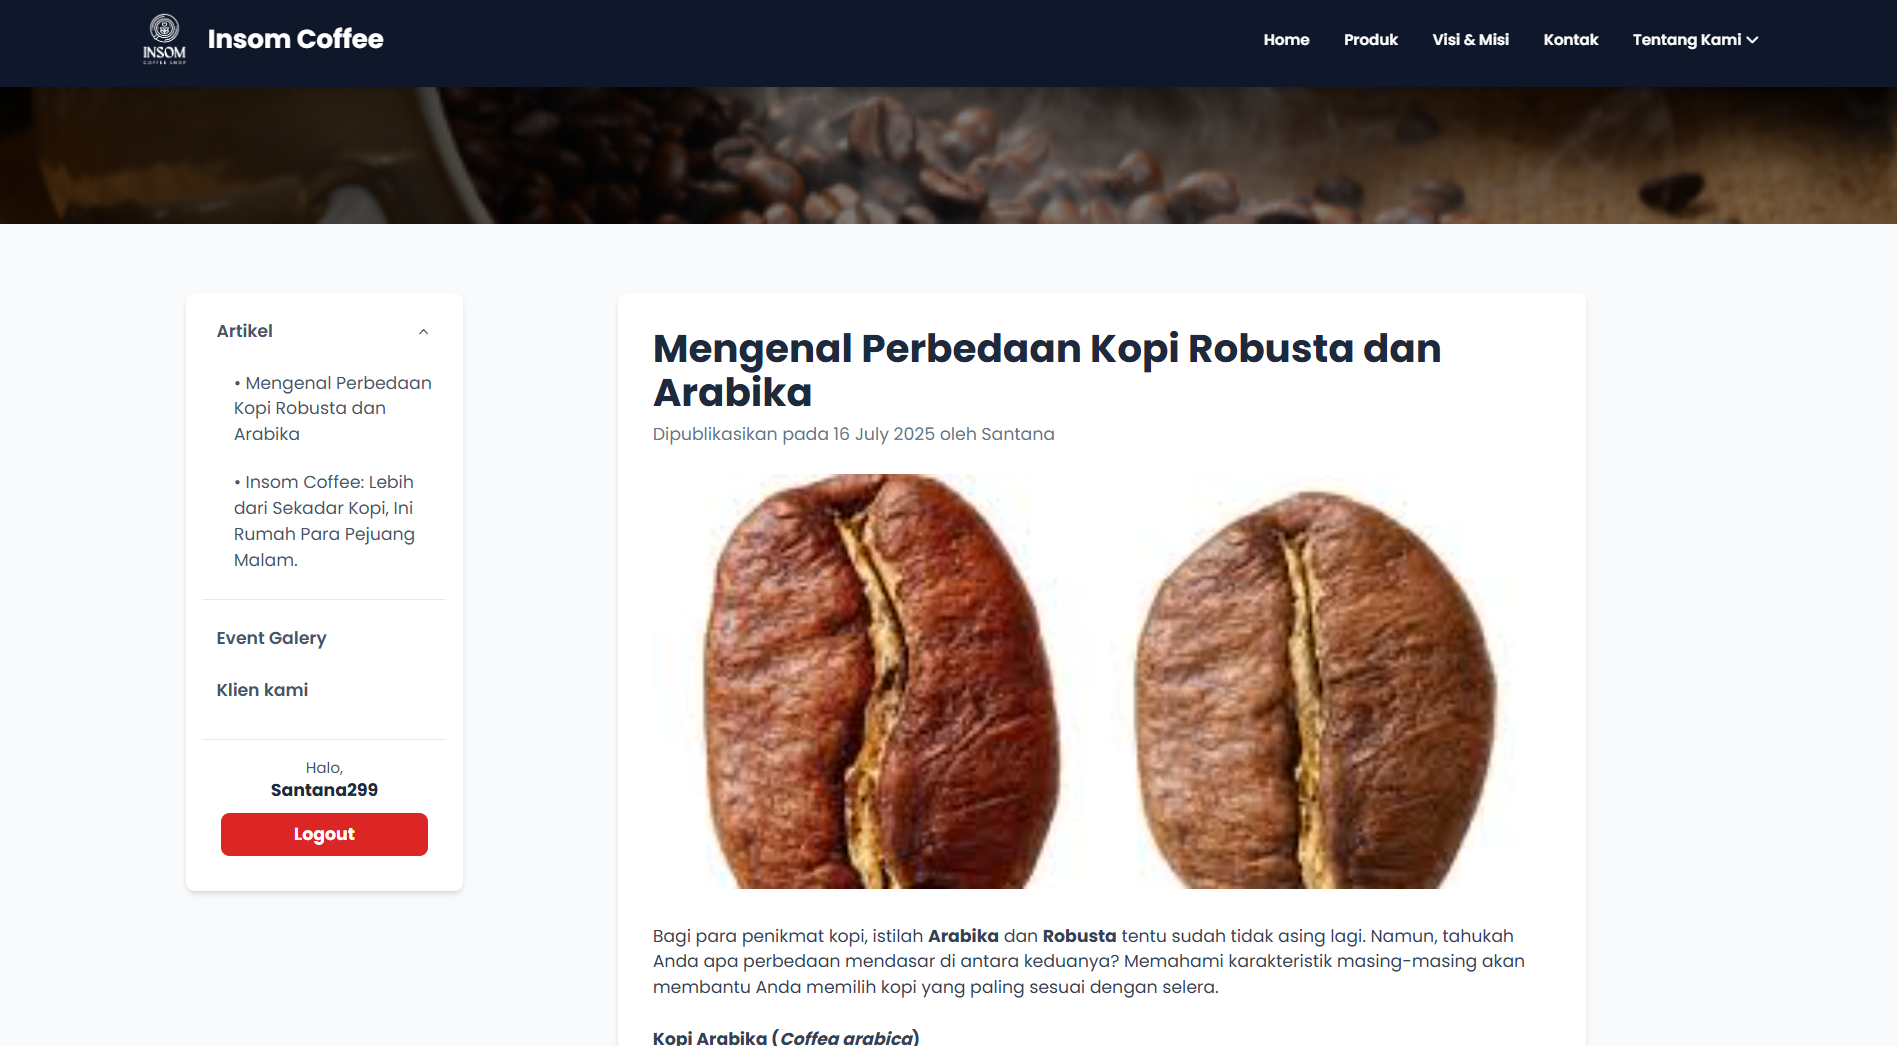 INSOM
COFFEE SHOP
Insom Coffee
Home
Produk
Visi & Misi
Kontak
Tentang Kami
Artikel
• Mengenal Perbedaan
Kopi Robusta dan
Arabika
• Insom Coffee: Lebih
dari Sekadar Kopi, Ini
Rumah Para Pejuang
Malam.
Event Galery
Klien kami
Halo,
Santana299
Logout
Mengenal Perbedaan Kopi Robusta dan
Arabika
Dipublikasikan pada 16 July 2025 oleh Santana
Bagi para penikmat kopi, istilah Arabika dan Robusta tentu sudah tidak asing lagi. Namun, tahukah
Anda apa perbedaan mendasar di antara keduanya? Memahami karakteristik masing-masing akan
membantu Anda memilih kopi yang paling sesuai dengan selera.
Kopi Arabika (Coffea arabica)